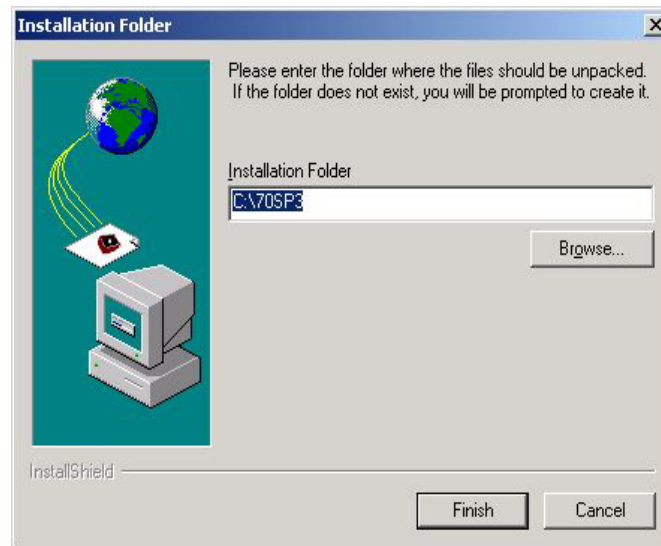 Installation Folder
Please enter the folder where the files should be unpacked.
If the folder does not exist, you will be prompted to create it.
Installation Folder
C:\70SP3
Browse...
InstallShield
Finish
Cancel